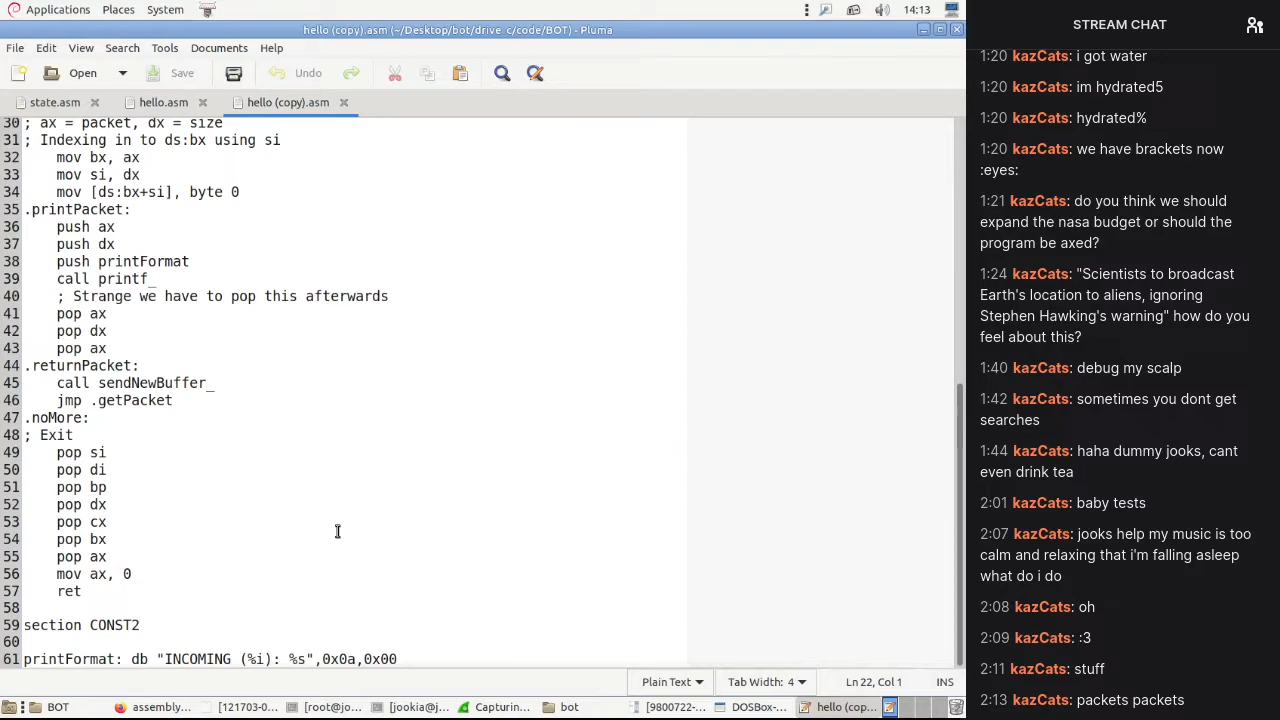 Applications Places System 14:13
hello (copy).asm (~/Desktop/bot/drive_c/code/BOT) - Pluma
File Edit View Search Tools Documents Help
Open Save Undo
state.asm hello.asm hello (copy).asm
30 ; ax = packet, dx = size
31 ; Indexing in to ds:bx using si
32 mov bx, ax
33 mov si, dx
34 mov [ds:bx+si], byte 0
35 .printPacket:
36 push ax
37 push dx
38 push printFormat
39 call printf_
40 ; Strange we have to pop this afterwards
41 pop ax
42 pop dx
43 pop ax
44 .returnPacket:
45 call sendNewBuffer_
46 jmp .getPacket
47 .noMore:
48 ; Exit
49 pop si
50 pop di
51 pop bp
52 pop dx
53 pop cx
54 pop bx
55 pop ax
56 mov ax, 0
57 ret
58
59 section CONST2
60
61 printFormat: db "INCOMING (%i): %s",0x0a,0x00
Plain Text Tab Width: 4 Ln 22, Col 1 INS
BOT assembly... [121703-0... [root@jo... [jookia@j... Capturin... bot [9800722-... DOSBox-... hello (cop...
STREAM CHAT
1:20 kazCats: i got water
1:20 kazCats: im hydrated5
1:20 kazCats: hydrated%
1:20 kazCats: we have brackets now
:eyes:
1:21 kazCats: do you think we should
expand the nasa budget or should the
program be axed?
1:24 kazCats: "Scientists to broadcast
Earth's location to aliens, ignoring
Stephen Hawking's warning" how do you
feel about this?
1:40 kazCats: debug my scalp
1:42 kazCats: sometimes you dont get
searches
1:44 kazCats: haha dummy jooks, cant
even drink tea
2:01 kazCats: baby tests
2:07 kazCats: jooks help my music is too
calm and relaxing that i'm falling asleep
what do i do
2:08 kazCats: oh
2:09 kazCats: :3
2:11 kazCats: stuff
2:13 kazCats: packets packets